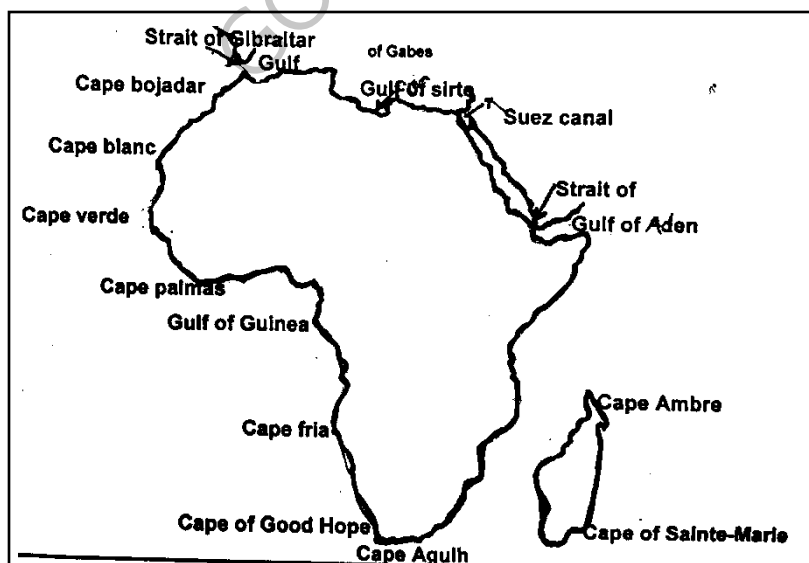 Strait of Gibraltar
of Gabes
Gulf
Cape bojadar
Gulf of sirte
Suez canal
Cape blanc
Strait of
Cape verde
Gulf of Aden
Cape palmas
Gulf of Guinea
Cape Ambre
Cape fria
Cape of Good Hope
Cape of Sainte-Marie
Cape Agulh